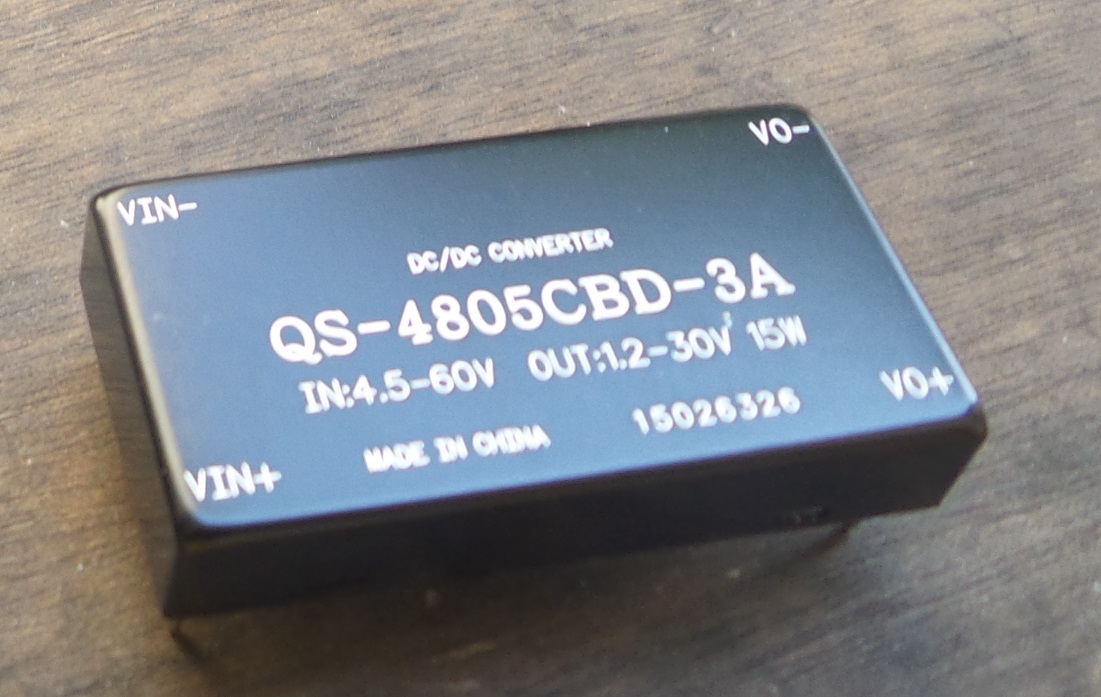 VIN- VO-
DC/DC CONVERTER
QS-4805CBD-3A
IN:4.5-60V OUT:1.2-30V 15W
MADE IN CHINA 15026326
VIN+ VO+